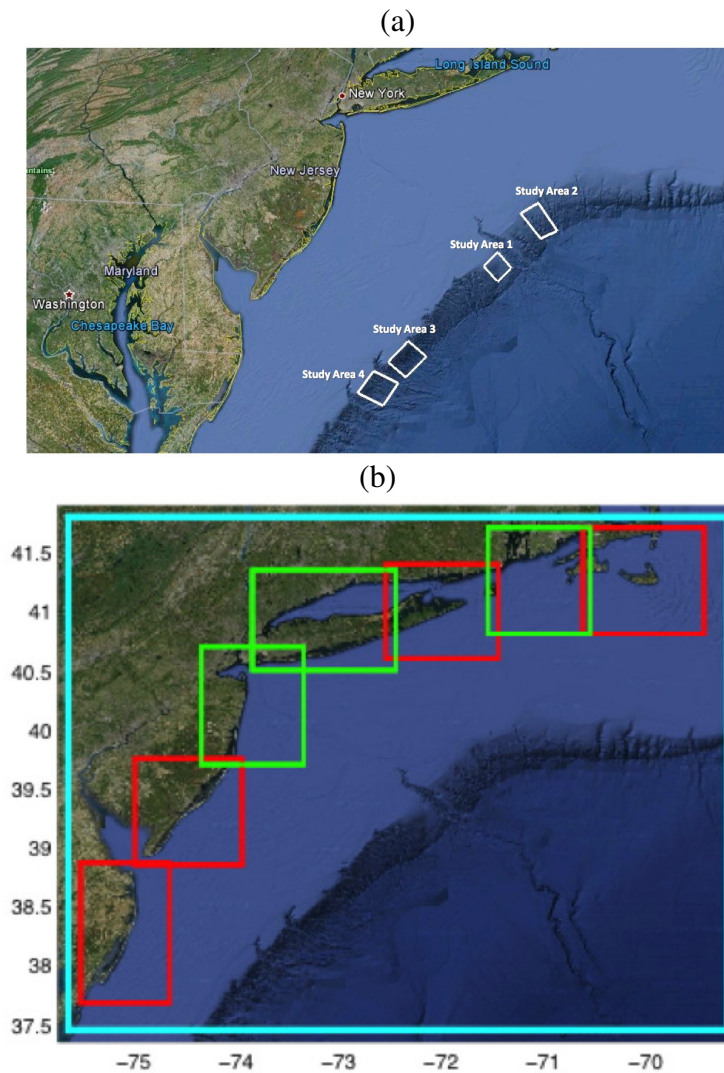 (a)
Long Island Sound
New York
New Jersey
Study Area 2
Study Area 1
Maryland
Washington
Chesapeake Bay
Study Area 3
Study Area 4
(b)
41.5
41
40.5
40
39.5
39
38.5
38
37.5
−75 −74 −73 −72 −71 −70